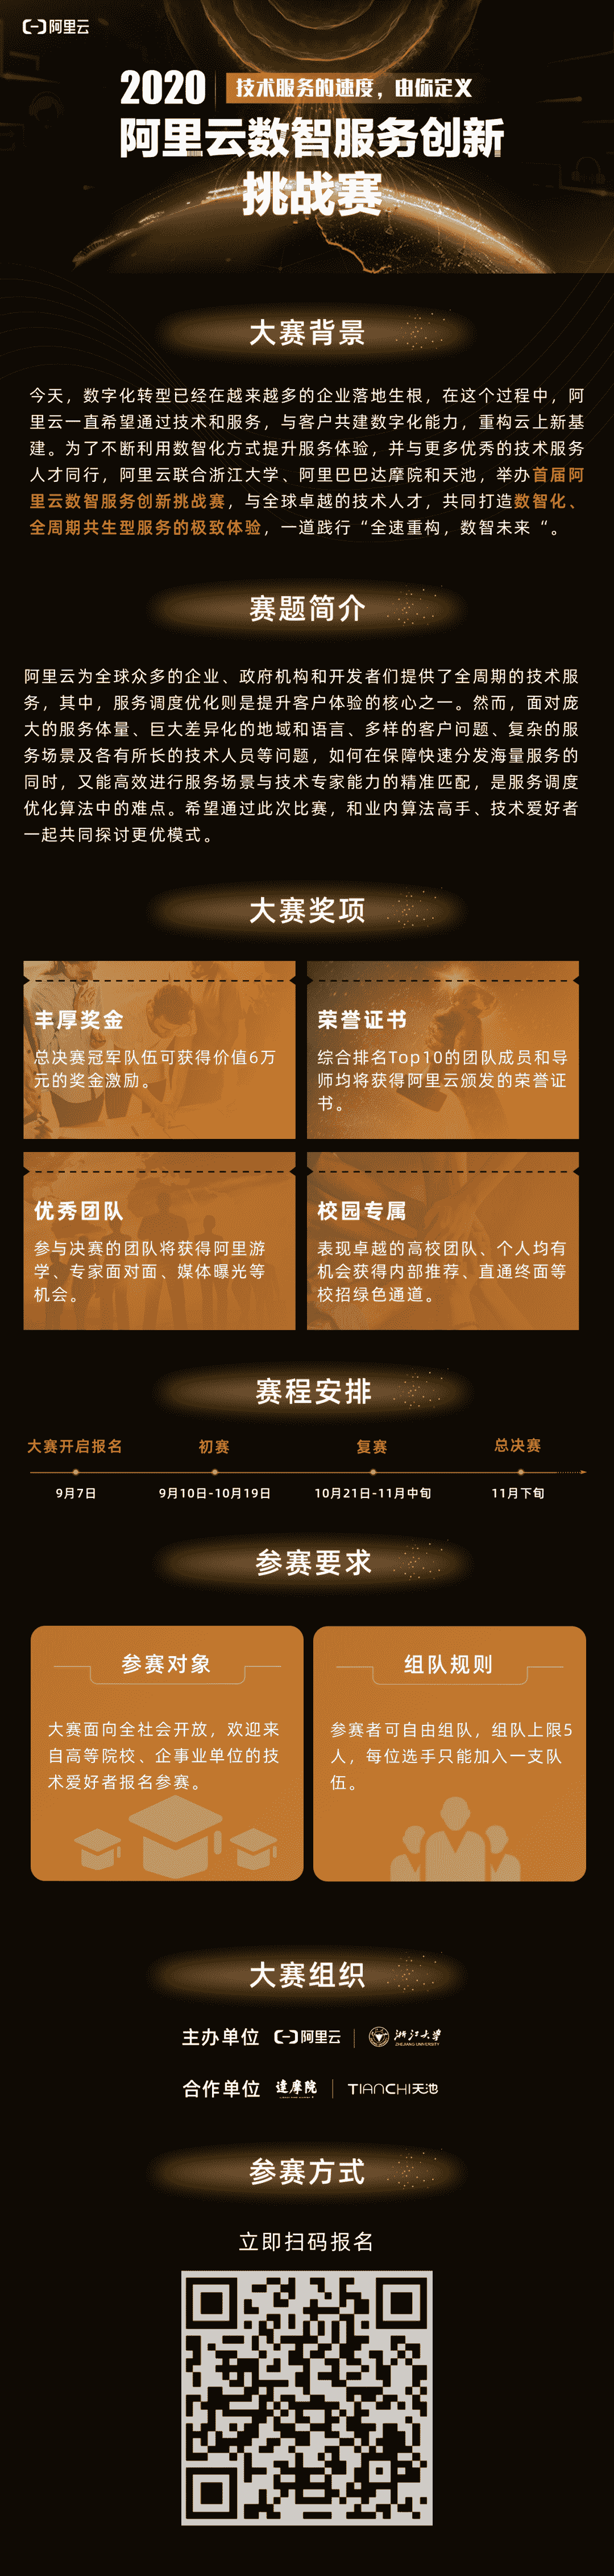 阿里云
2020 技术服务的速度，由你定义
阿里云数智服务创新
挑战赛
大赛背景
今天，数字化转型已经在越来越多的企业落地生根，在这个过程中，阿
里云一直希望通过技术和服务，与客户共建数字化能力，重构云上新基
建。为了不断利用数智化方式提升服务体验，并与更多优秀的技术服务
人才同行，阿里云联合浙江大学、阿里巴巴达摩院和天池，举办首届阿
里云数智服务创新挑战赛，与全球卓越的技术人才，共同打造数智化、
全周期共生型服务的极致体验，一道践行“全速重构，数智未来“。
赛题简介
阿里云为全球众多的企业、政府机构和开发者们提供了全周期的技术服
务，其中，服务调度优化则是提升客户体验的核心之一。然而，面对庞
大的服务体量、巨大差异化的地域和语言、多样的客户问题、复杂的服
务场景及各有所长的技术人员等问题，如何在保障快速分发海量服务的
同时，又能高效进行服务场景与技术专家能力的精准匹配，是服务调度
优化算法中的难点。希望通过此次比赛，和业内算法高手、技术爱好者
一起共同探讨更优模式。
大赛奖项
丰厚奖金
总决赛冠军队伍可获得价值6万
元的奖金激励。
荣誉证书
综合排名Top10的团队成员和导
师均将获得阿里云颁发的荣誉证
书。
优秀团队
参与决赛的团队将获得阿里游
学、专家面对面、媒体曝光等
机会。
校园专属
表现卓越的高校团队、个人均有
机会获得内部推荐、直通终面等
校招绿色通道。
赛程安排
大赛开启报名 初赛 复赛 总决赛
9月7日 9月10日-10月19日 10月21日-11月中旬 11月下旬
参赛要求
参赛对象
大赛面向全社会开放，欢迎来
自高等院校、企事业单位的技
术爱好者报名参赛。
组队规则
参赛者可自由组队，组队上限5
人，每位选手只能加入一支队
伍。
大赛组织
主办单位 阿里云 浙江大学
ZHEJIANG UNIVERSITY
合作单位 达摩院 TIANCHI天池
参赛方式
立即扫码报名